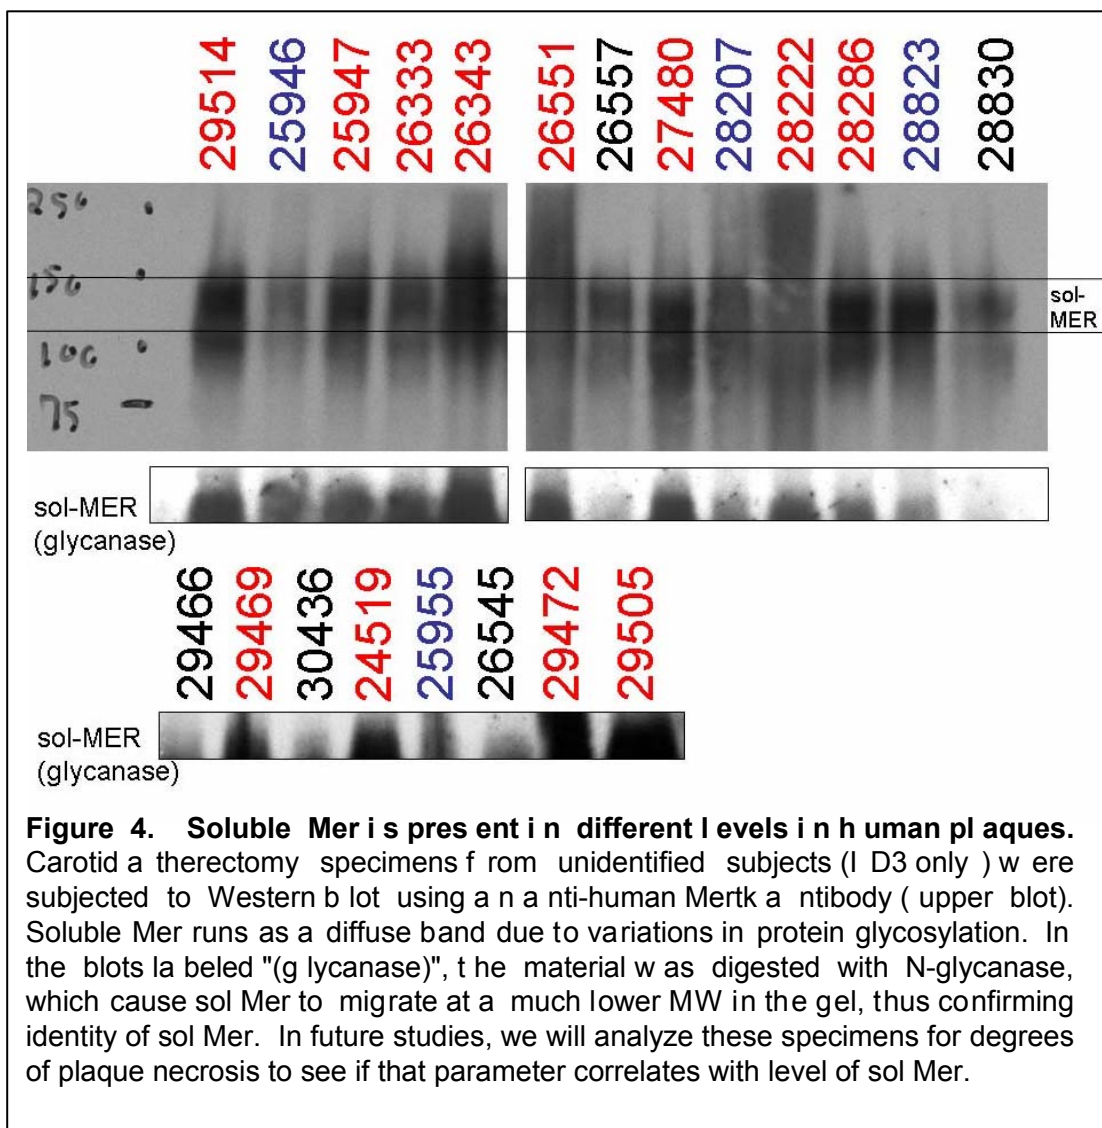 29514 25946 25947 26333 26343 26551 26557 27480 28207 28222 28286 28823 28830
250
150
sol-
MER
100
75
sol-MER
(glycanase)
29466 29469 30436 24519 25955 26545 29472 29505
sol-MER
(glycanase)
Figure 4. Soluble Mer i s pres ent i n different l evels i n h uman pl aques.
Carotid a therectomy specimens f rom unidentified subjects (I D3 only ) w ere
subjected to Western b lot using a n a nti-human Mertk a ntibody ( upper blot).
Soluble Mer runs as a diffuse band due to variations in protein glycosylation. In
the blots la beled "(g lycanase)", t he material w as digested with N-glycanase,
which cause sol Mer to migrate at a much lower MW in the gel, thus confirming
identity of sol Mer. In future studies, we will analyze these specimens for degrees
of plaque necrosis to see if that parameter correlates with level of sol Mer.